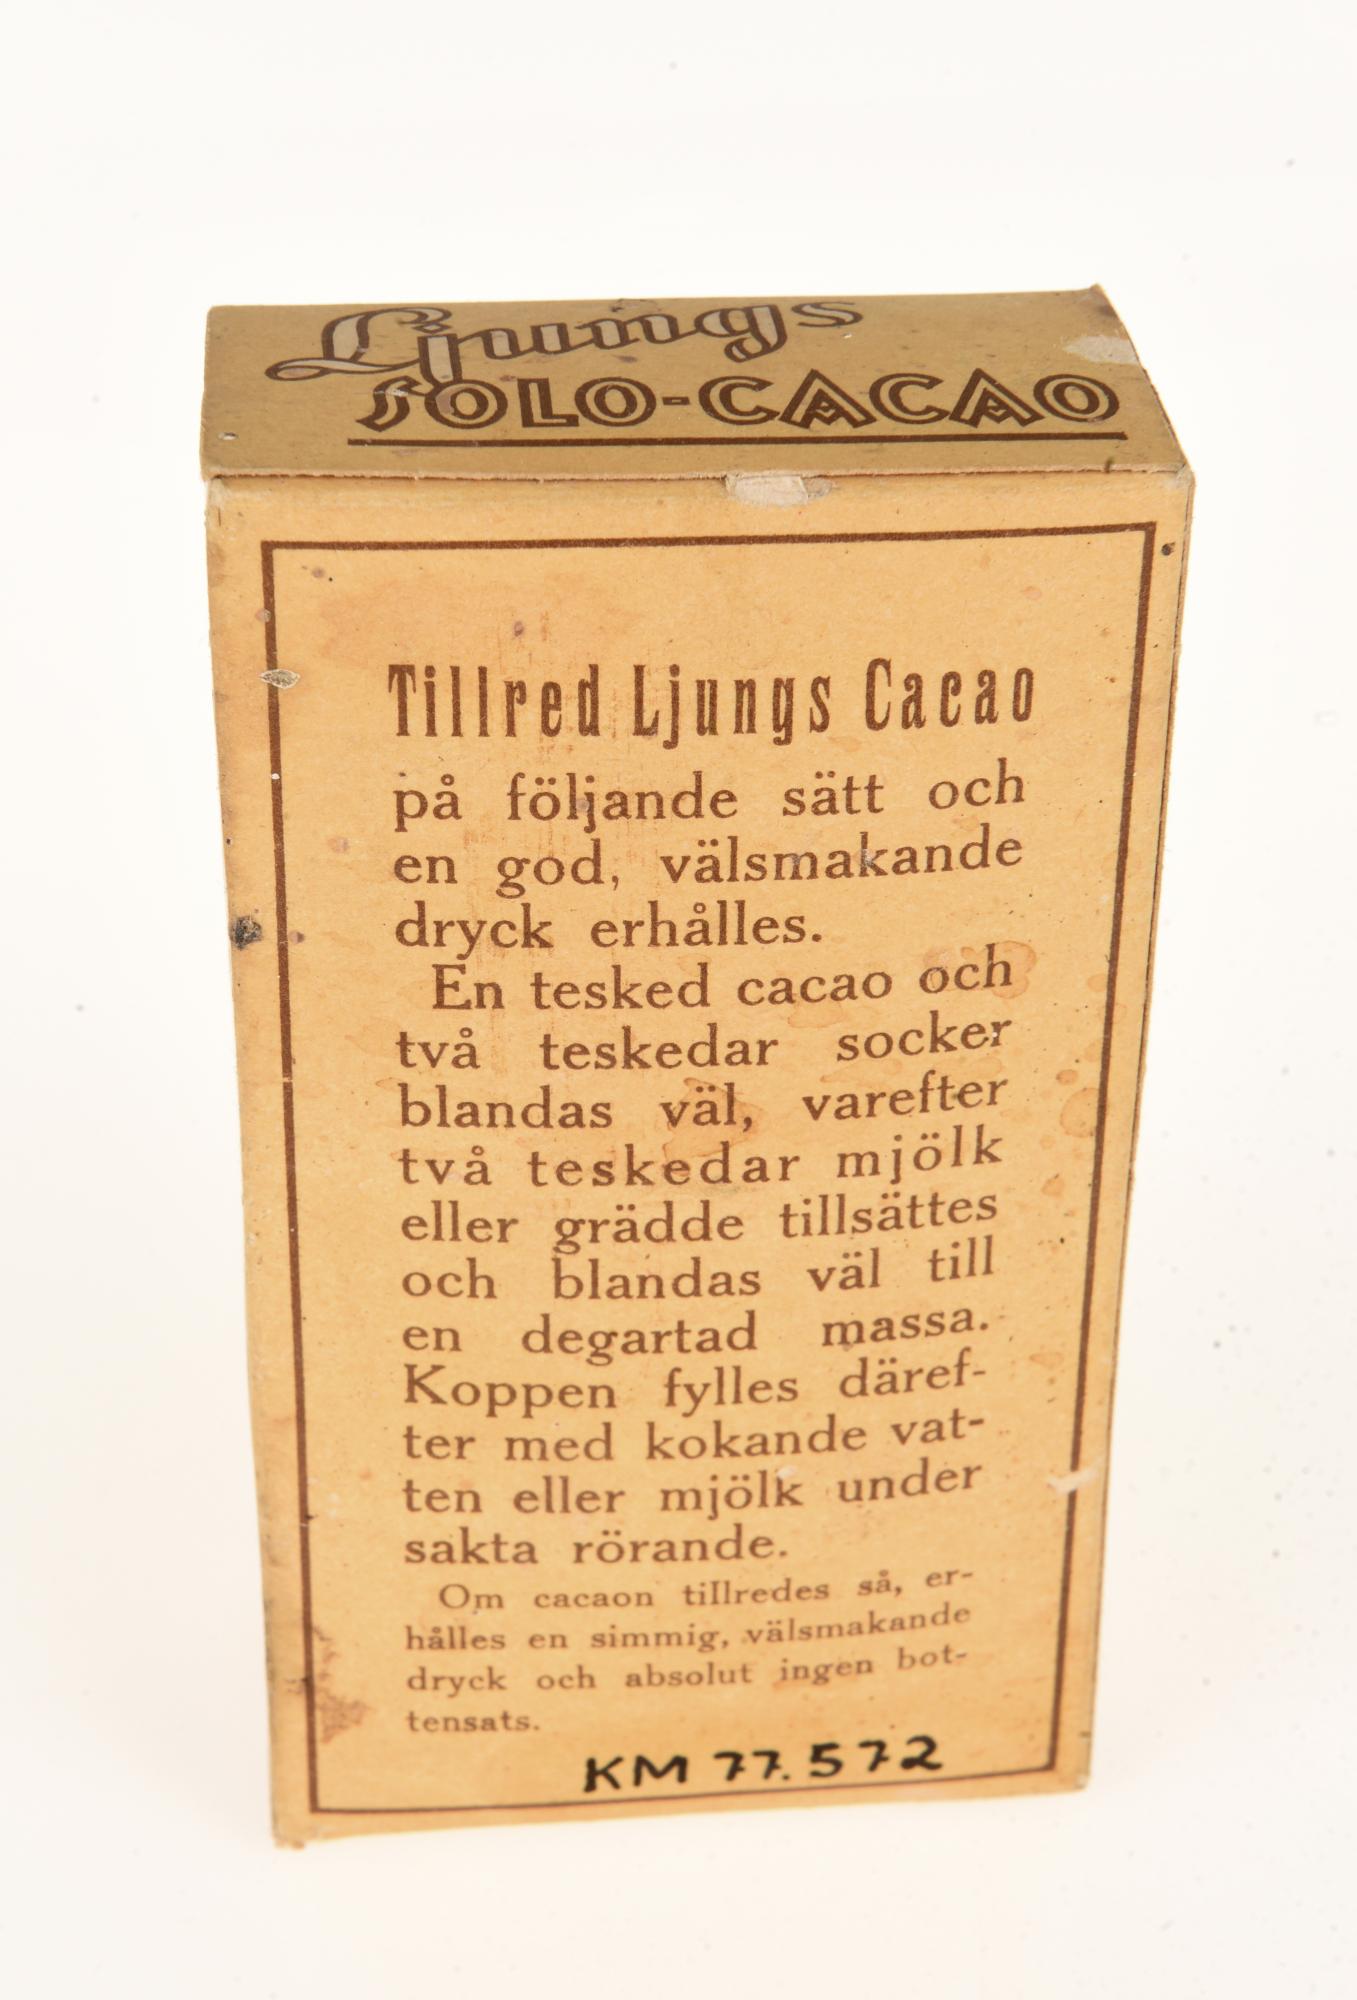 Ljungs
SOLO-CACAO
Tillred Ljungs Cacao
på följande sätt och
en god, välsmakande
dryck erhålles.
En tesked cacao och
två teskedar socker
blandas väl, varefter
två teskedar mjölk
eller grädde tillsättes
och blandas väl till
en degartad massa.
Koppen fylles däref-
ter med kokande vat-
ten eller mjölk under
sakta rörande.
Om cacaon tillredes så, er-
hålles en simmig, välsmakande
dryck och absolut ingen bot-
tensats.
KM 77.572